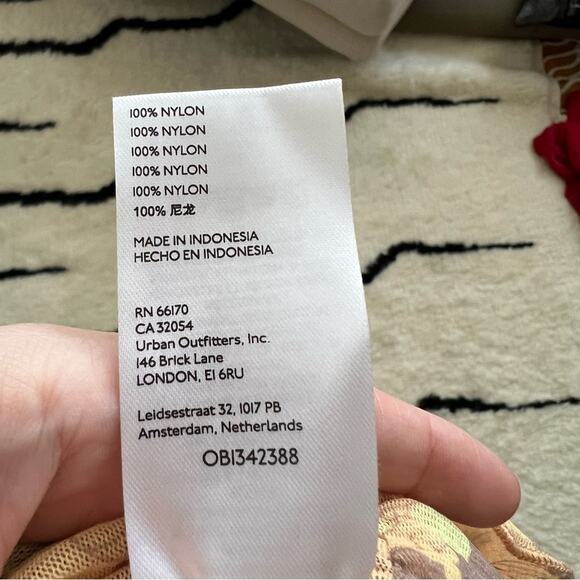 100% NYLON
100% NYLON
100% NYLON
100% NYLON
100% NYLON
100% 尼龙
MADE IN INDONESIA
HECHO EN INDONESIA
RN 66170
CA 32054
Urban Outfitters, Inc.
146 Brick Lane
LONDON, E1 6RU
Leidsestraat 32, 1017 PB
Amsterdam, Netherlands
OB1342388